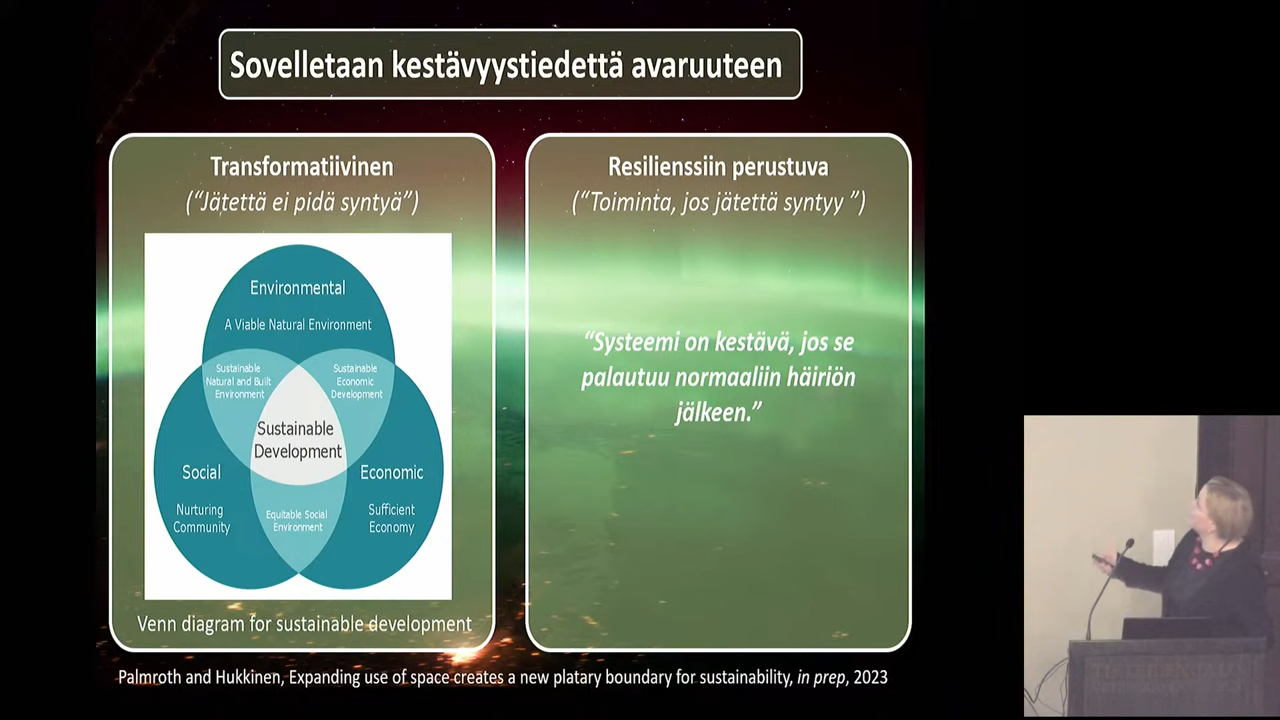 Sovelletaan kestävyystiedettä avaruuteen
Transformatiivinen
(“Jätettä ei pidä syntyä”)
Environmental
A Viable Natural Environment
Sustainable
Natural and Built
Environment
Sustainable
Economic
Development
Sustainable
Development
Social
Nurturing
Community
Economic
Sufficient
Economy
Equitable Social
Environment
Venn diagram for sustainable development
Resilienssiin perustuva
(“Toiminta, jos jätettä syntyy ”)
“Systeemi on kestävä, jos se
palautuu normaaliin häiriön
jälkeen.”
Palmroth and Hukkinen, Expanding use of space creates a new platary boundary for sustainability, in prep, 2023